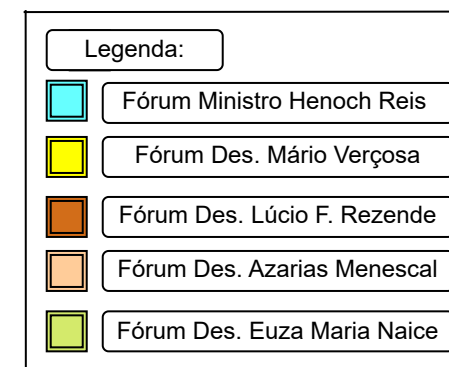 Legenda:
Fórum Ministro Henoch Reis
Fórum Des. Mário Verçosa
Fórum Des. Lúcio F. Rezende
Fórum Des. Azarias Menescal
Fórum Des. Euza Maria Naice